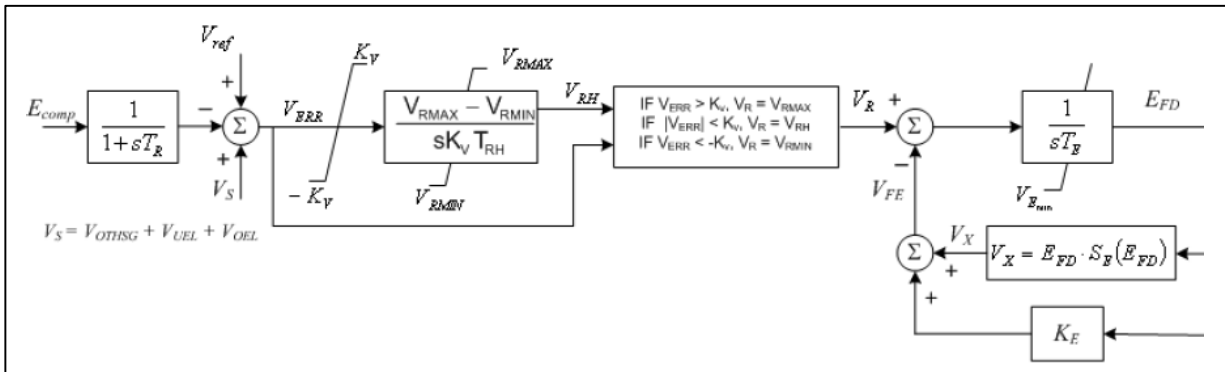 V_ref
K_V
V_RMAX
E_comp
1
1+sT_R
+
−
Σ
+
V_ERR
V_RMAX − V_RMIN
sK_V T_RH
V_RH
IF V_ERR > K_v, V_R = V_RMAX
IF |V_ERR| < K_v, V_R = V_RH
IF V_ERR < -K_v, V_R = V_RMIN
V_R
+
Σ
−
1
sT_E
E_FD
V_S
− K_V
V_RMIN
V_FE
V_Emin
V_S = V_OTHSG + V_UEL + V_OEL
Σ
+
+
V_X
V_X = E_FD · S_E(E_FD)
K_E